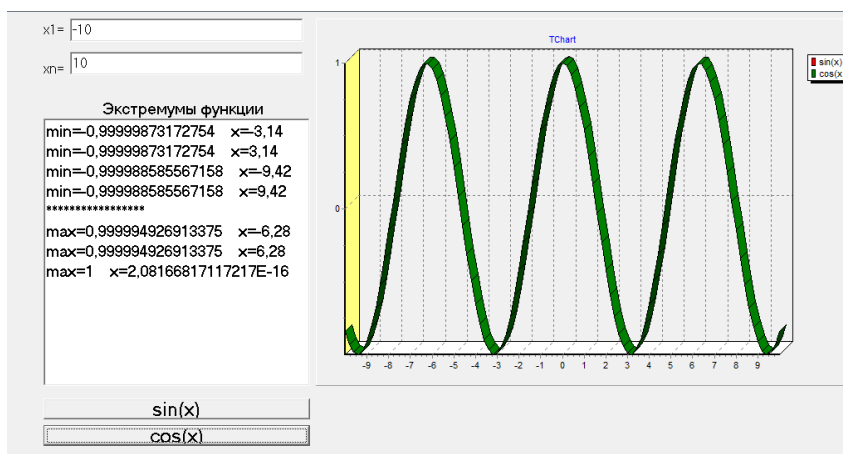 x1= -10
xn= 10
Экстремумы функции
min=-0,99999873172754 x=-3,14
min=-0,99999873172754 x=3,14
min=-0,999988585567158 x=-9,42
min=-0,999988585567158 x=9,42
*****************
max=0,999994926913375 x=-6,28
max=0,999994926913375 x=6,28
max=1 x=2,08166817117217E-16
sin(x)
cos(x)
TChart
1
0
-9 -8 -7 -6 -5 -4 -3 -2 -1 0 1 2 3 4 5 6 7 8 9
sin(x)
cos(x